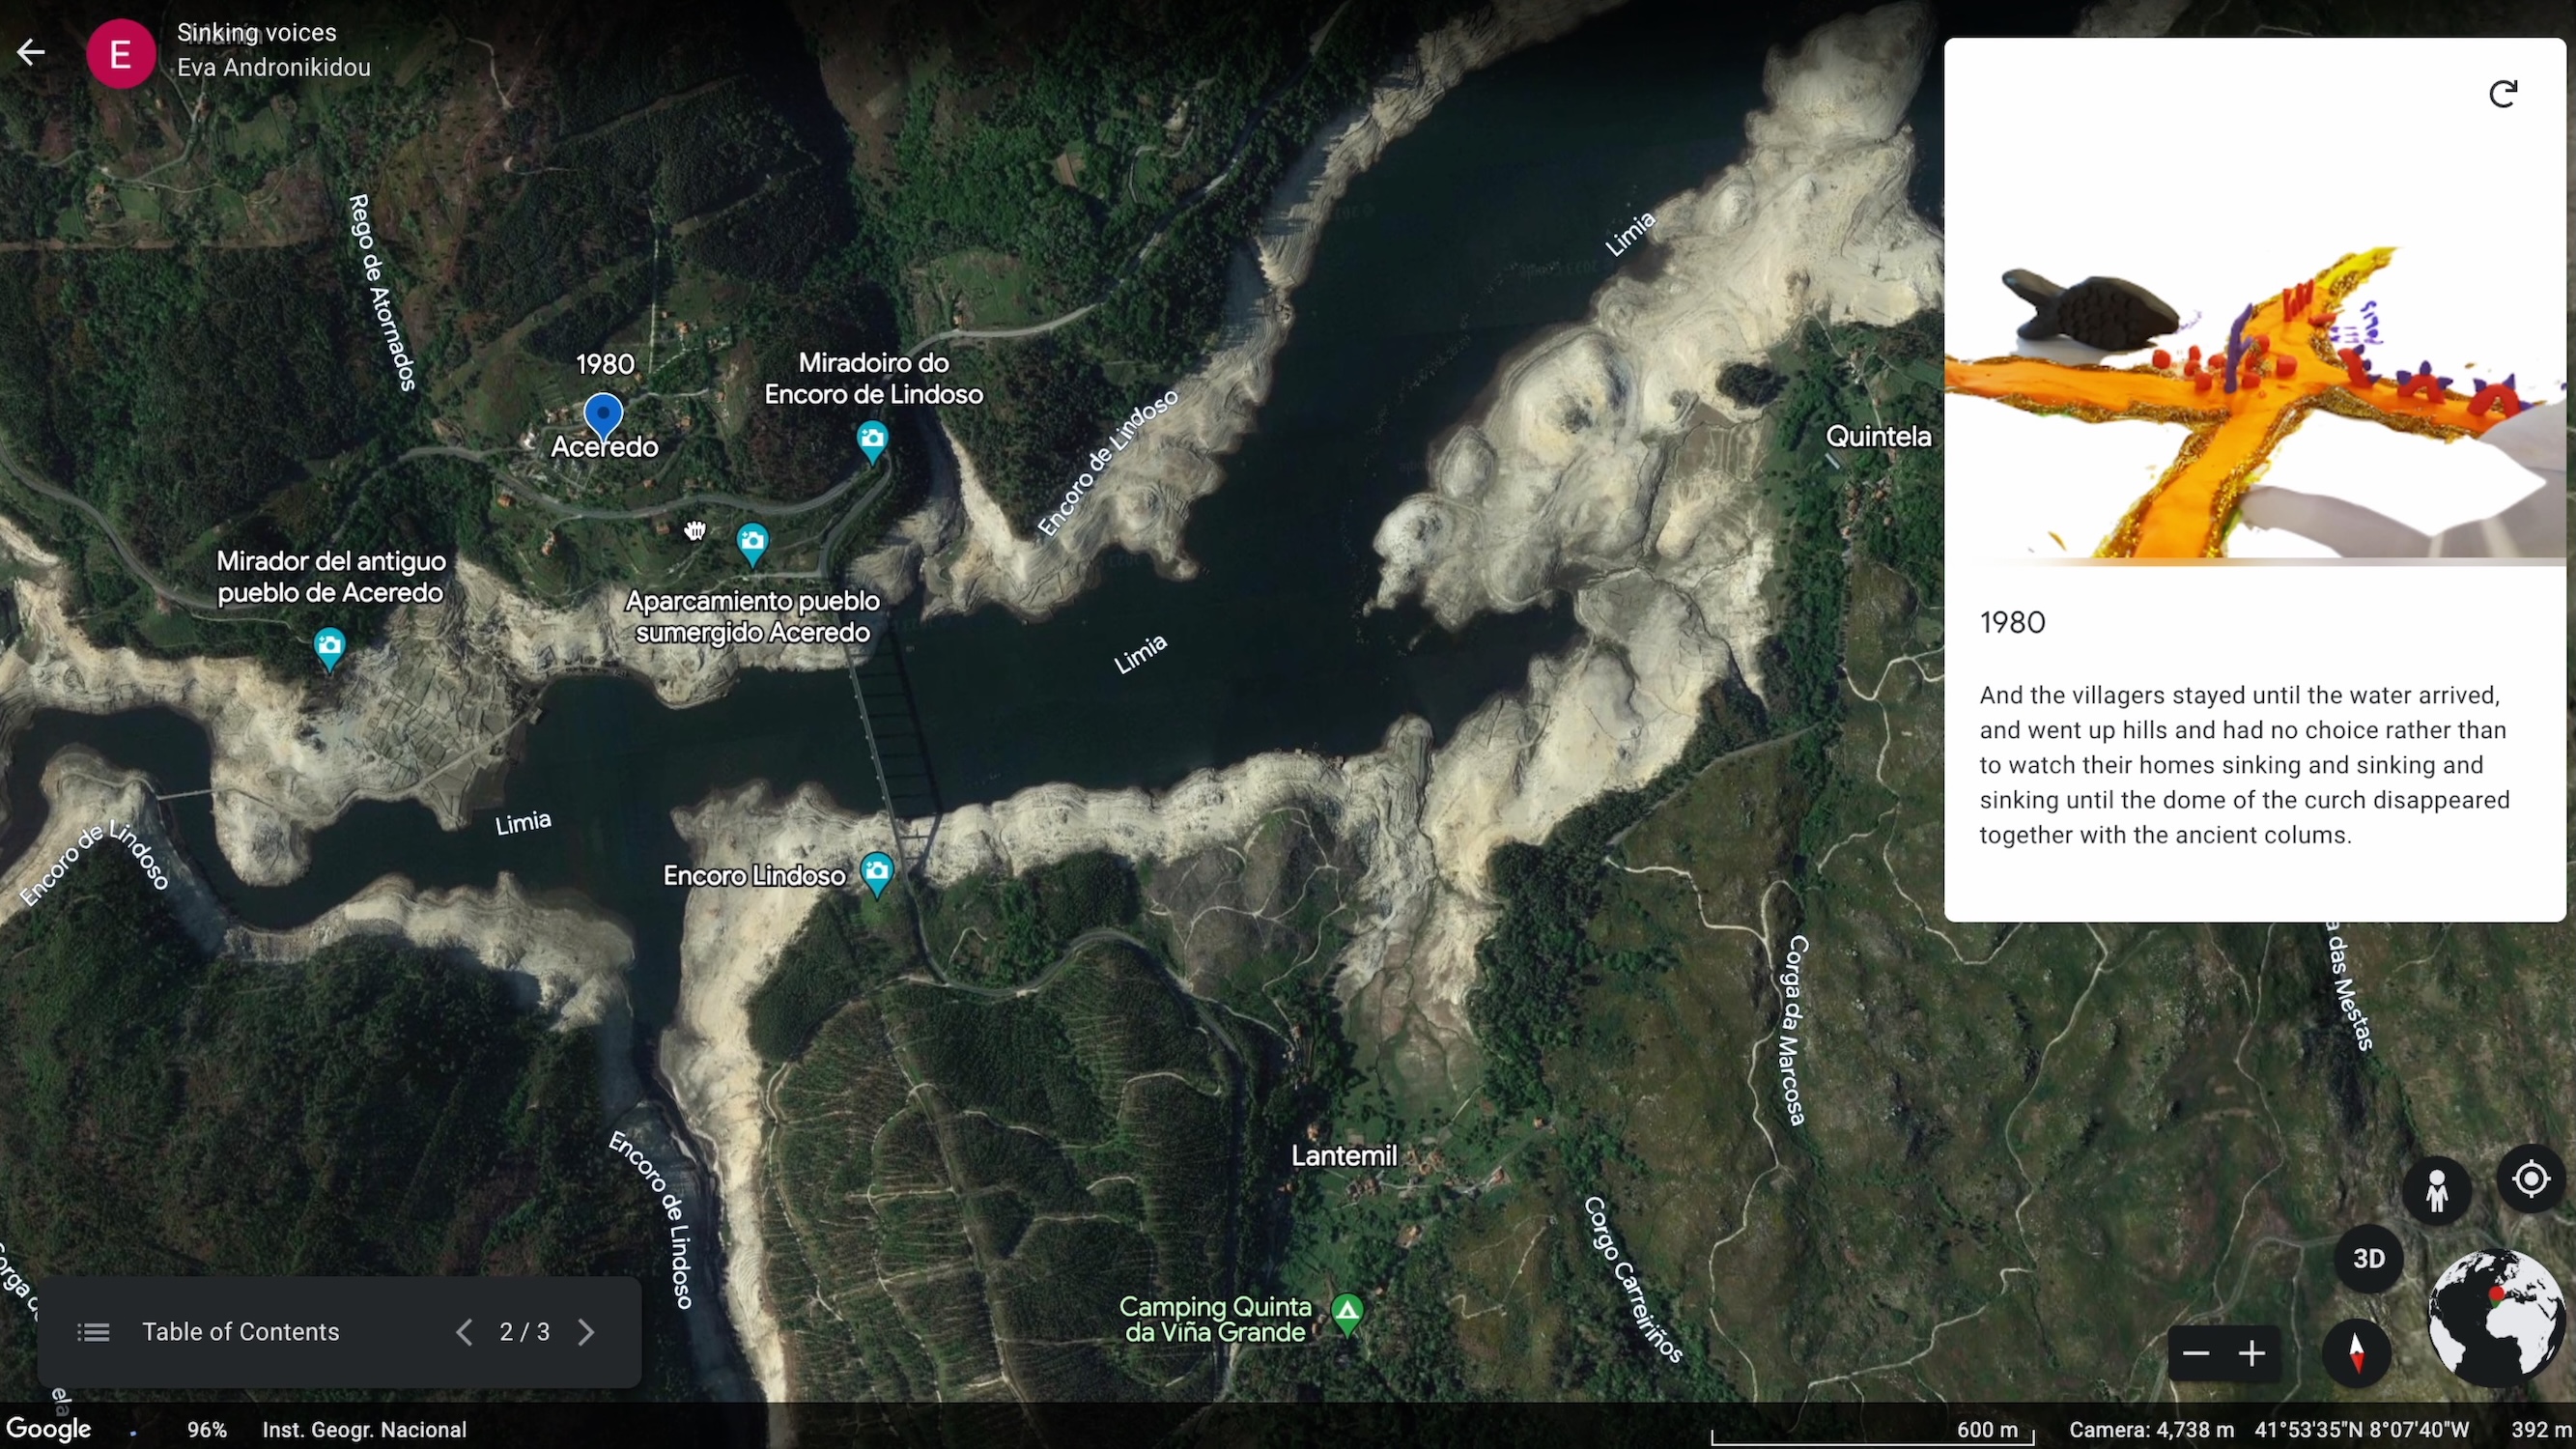 Sinking voices
E
Eva Andronikidou
Rego de Atornados
1980
Aceredo
Miradoiro do
Encoro de Lindoso
Encoro de Lindoso
Limia
Quintela
Mirador del antiguo
pueblo de Aceredo
Aparcamiento pueblo
sumergido Aceredo
Limia
Limia
Encoro de Lindoso
Encoro Lindoso
1980
And the villagers stayed until the water arrived,
and went up hills and had no choice rather than
to watch their homes sinking and sinking and
sinking until the dome of the curch disappeared
together with the ancient colums.
Corga da Marcosa
a das Mestas
Encoro de Lindoso
Lantemil
Corgo Carreiriños
Camping Quinta
da Viña Grande
3D
Table of Contents
2 / 3
Google
96%
Inst. Geogr. Nacional
600 m
Camera: 4,738 m
41°53'35"N 8°07'40"W
392 m